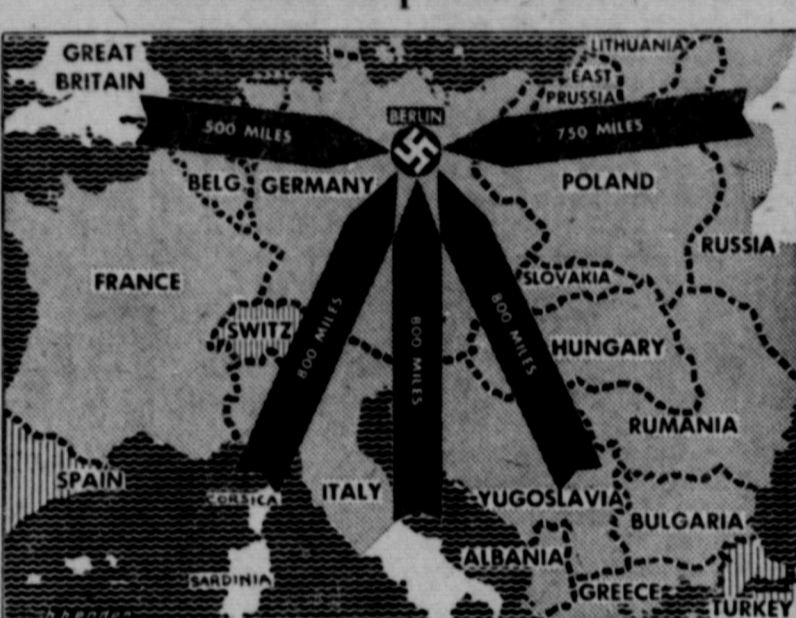 GREAT
BRITAIN
LITHUANIA
EAST
PRUSSIA
BERLIN
500 MILES
750 MILES
BELG.
GERMANY
POLAND
RUSSIA
FRANCE
SLOVAKIA
SWITZ
800 MILES
800 MILES
800 MILES
HUNGARY
RUMANIA
SPAIN
CORSICA
ITALY
YUGOSLAVIA
BULGARIA
ALBANIA
SARDINIA
GREECE
TURKEY